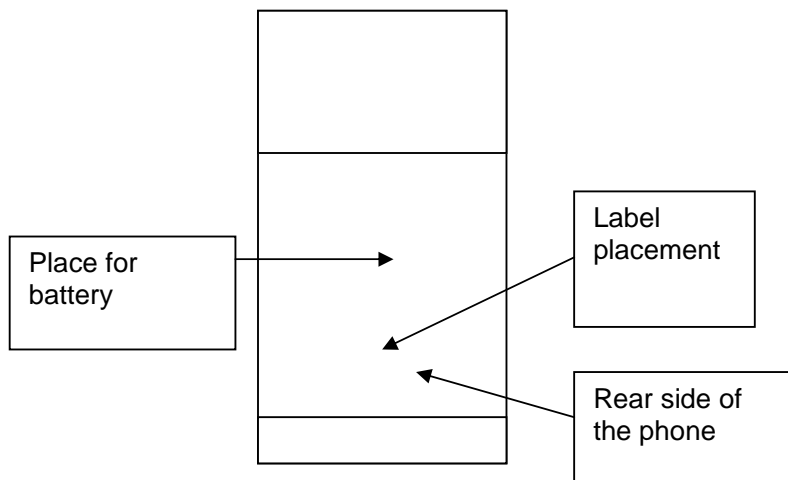 Place for
battery
Label
placement
Rear side of
the phone